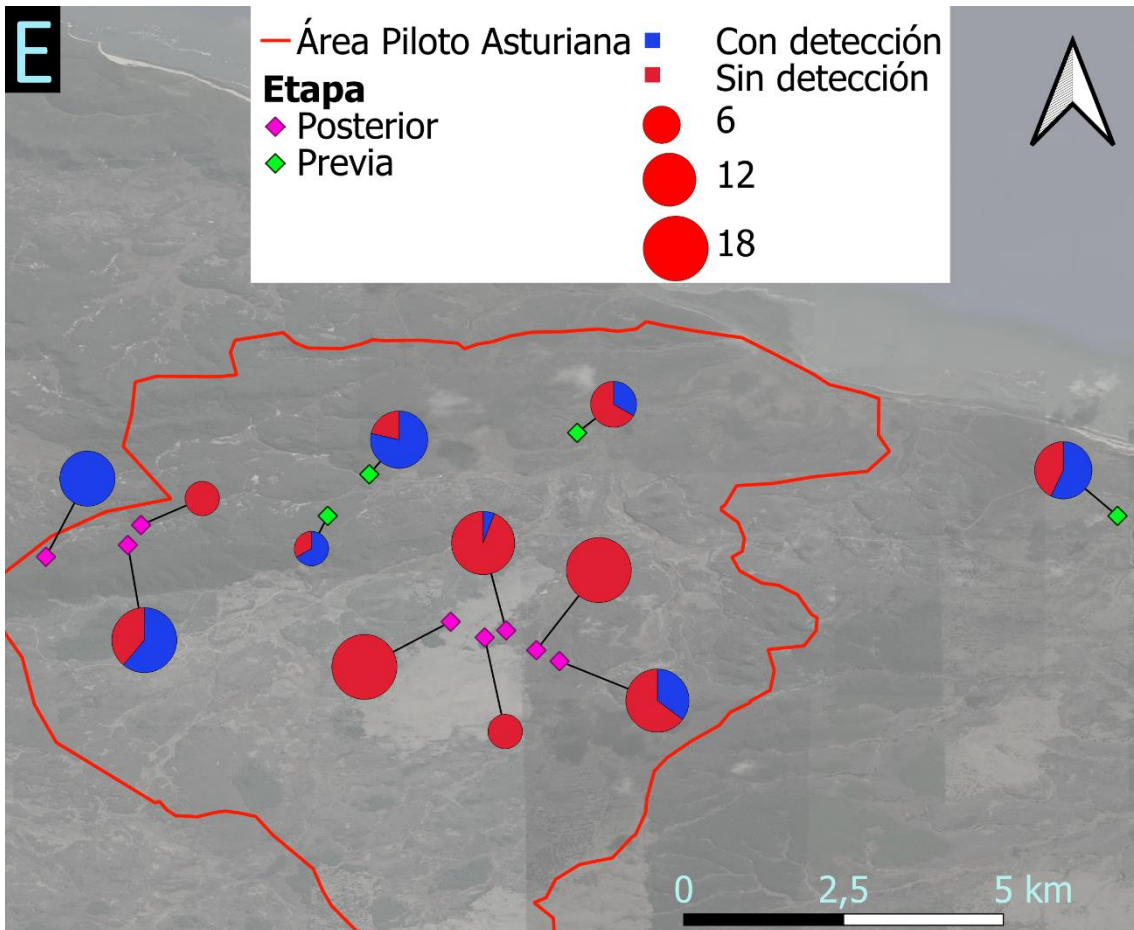 E
Área Piloto Asturiana
Etapa
Posterior
Previa
Con detección
Sin detección
6
12
18
0 2,5 5 km